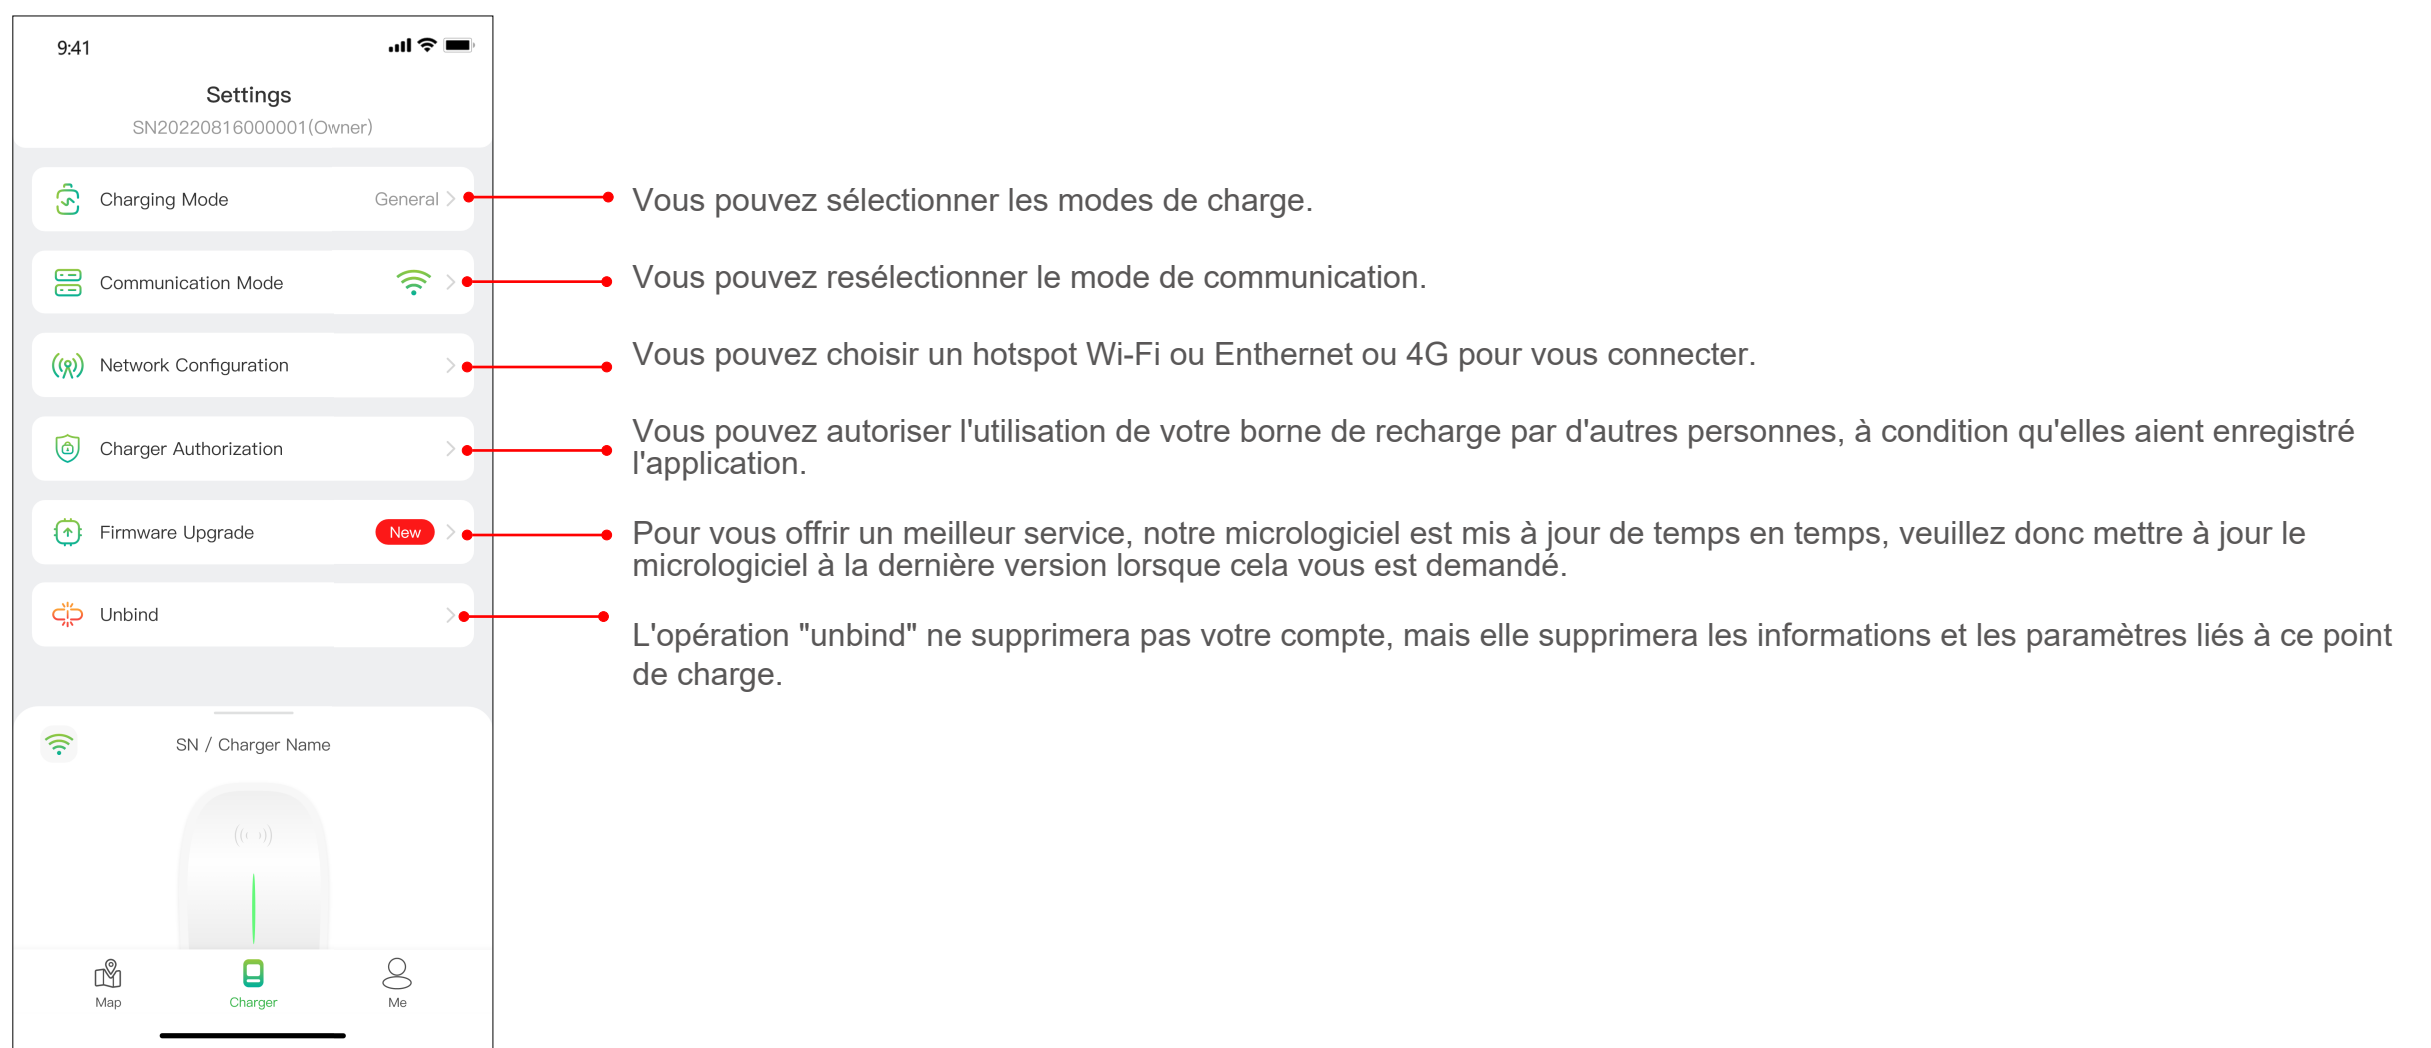 9:41
Settings
SN20220816000001(Owner)
Charging Mode General
Vous pouvez sélectionner les modes de charge.
Communication Mode
Vous pouvez resélectionner le mode de communication.
Network Configuration
Vous pouvez choisir un hotspot Wi-Fi ou Enthernet ou 4G pour vous connecter.
Charger Authorization
Vous pouvez autoriser l'utilisation de votre borne de recharge par d'autres personnes, à condition qu'elles aient enregistré
l'application.
Firmware Upgrade New
Pour vous offrir un meilleur service, notre micrologiciel est mis à jour de temps en temps, veuillez donc mettre à jour le
micrologiciel à la dernière version lorsque cela vous est demandé.
Unbind
L'opération "unbind" ne supprimera pas votre compte, mais elle supprimera les informations et les paramètres liés à ce point
de charge.
SN / Charger Name
Map Charger Me